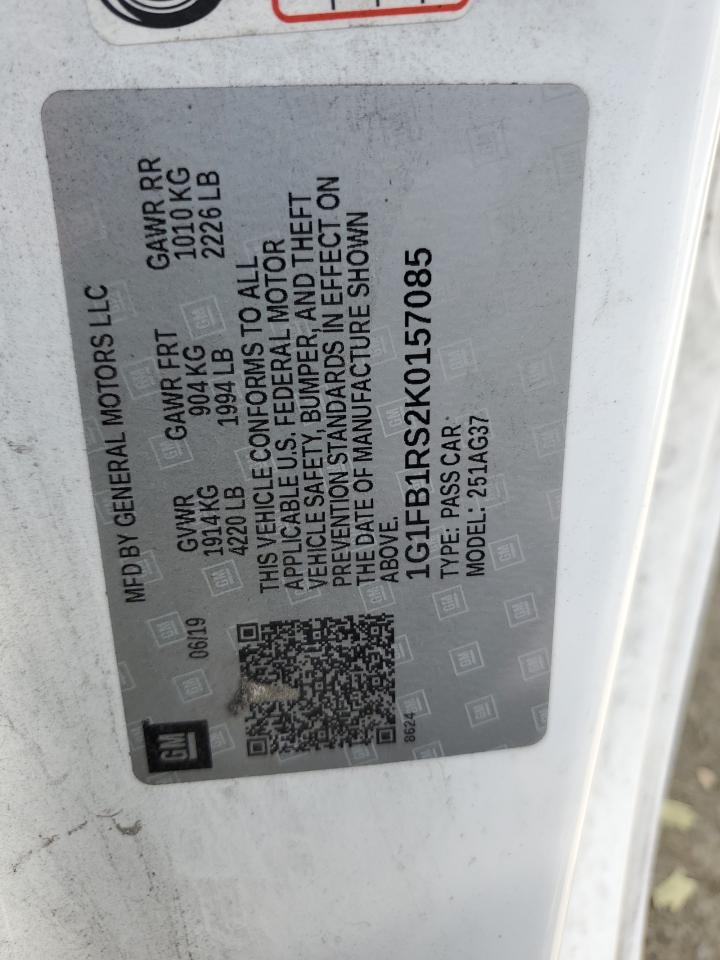 GM
06/19
MFD BY GENERAL MOTORS LLC
GVWR GAWR FRT GAWR RR
1914 KG 904 KG 1010 KG
4220 LB 1994 LB 2226 LB
THIS VEHICLE CONFORMS TO ALL
APPLICABLE U.S. FEDERAL MOTOR
VEHICLE SAFETY, BUMPER, AND THEFT
PREVENTION STANDARDS IN EFFECT ON
THE DATE OF MANUFACTURE SHOWN
ABOVE.
8624
1G1FB1RS2K0157085
TYPE: PASS CAR
MODEL: 251AG37